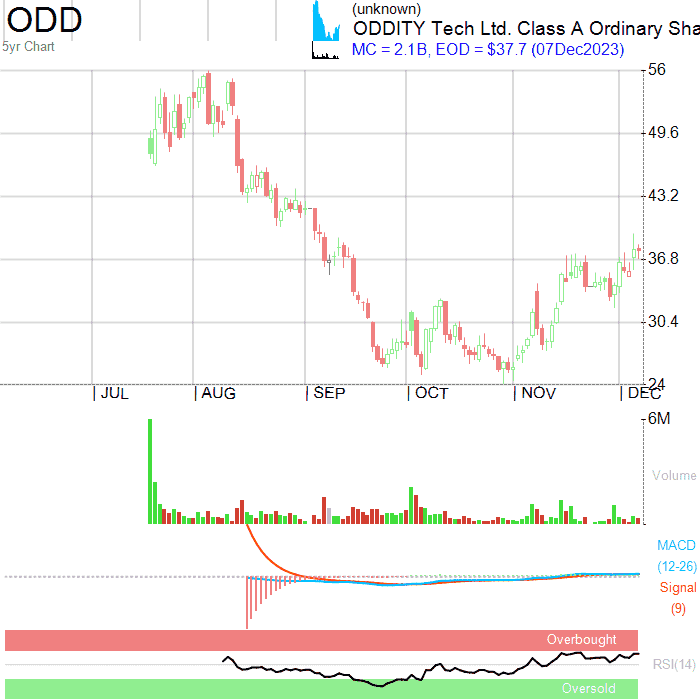 ODD
5yr Chart
(unknown)
ODDITY Tech Ltd. Class A Ordinary Sha
MC = 2.1B, EOD = $37.7 (07Dec2023)
56
49.6
43.2
36.8
30.4
24
JUL AUG SEP OCT NOV DEC
6M
Volume
MACD
(12-26)
Signal
(9)
Overbought
RSI(14)
Oversold